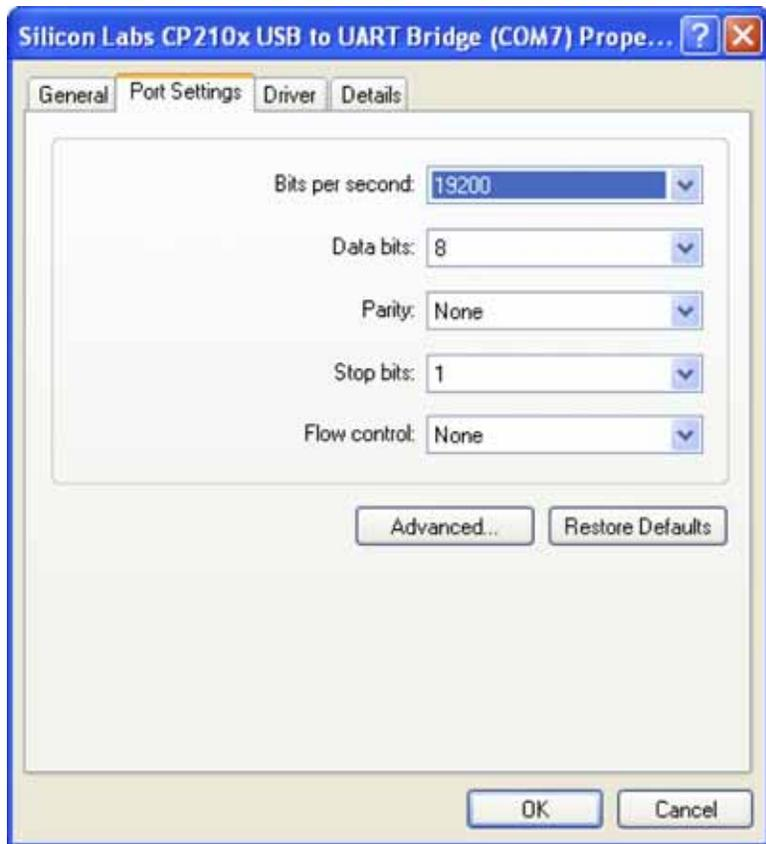 Silicon Labs CP210x USB to UART Bridge (COM7) Prope... ?
General Port Settings Driver Details
Bits per second: 19200
Data bits: 8
Parity: None
Stop bits: 1
Flow control: None
Advanced... Restore Defaults
OK Cancel